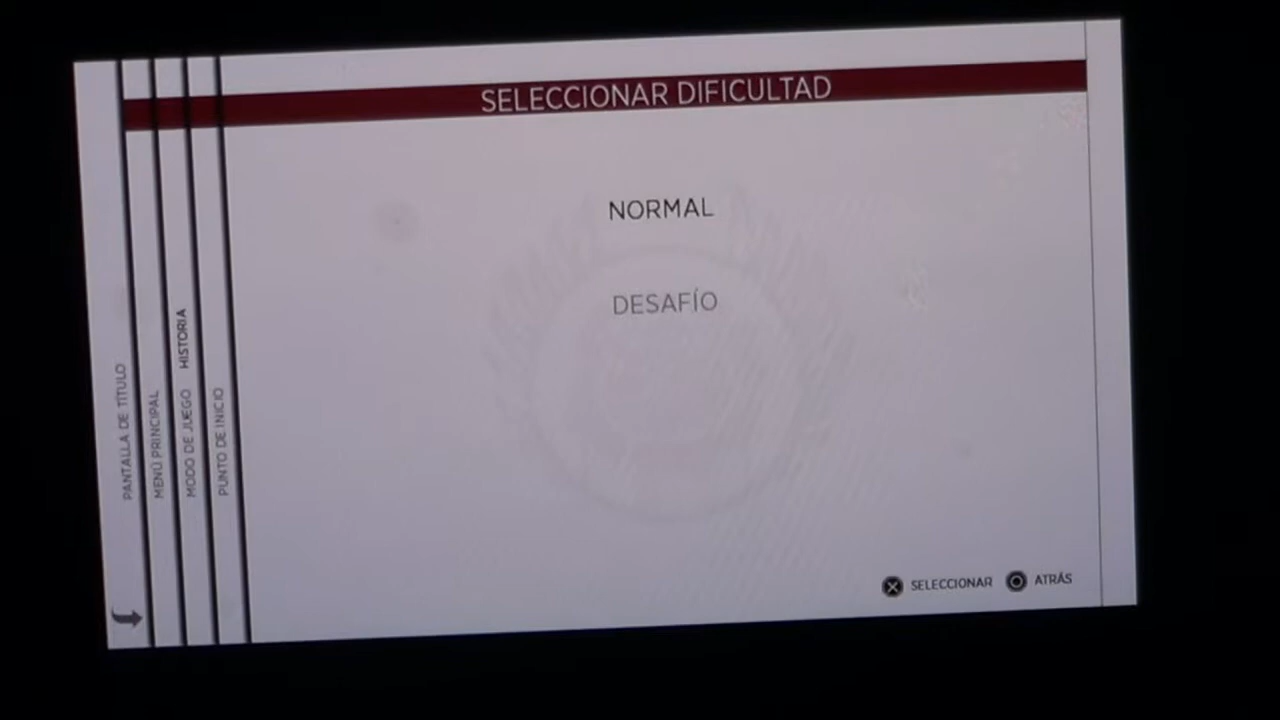 SELECCIONAR DIFICULTAD
NORMAL
DESAFÍO
PANTALLA DE TÍTULO
MENÚ PRINCIPAL
MODO DE JUEGO HISTORIA
PUNTO DE INICIO
SELECCIONAR ATRÁS